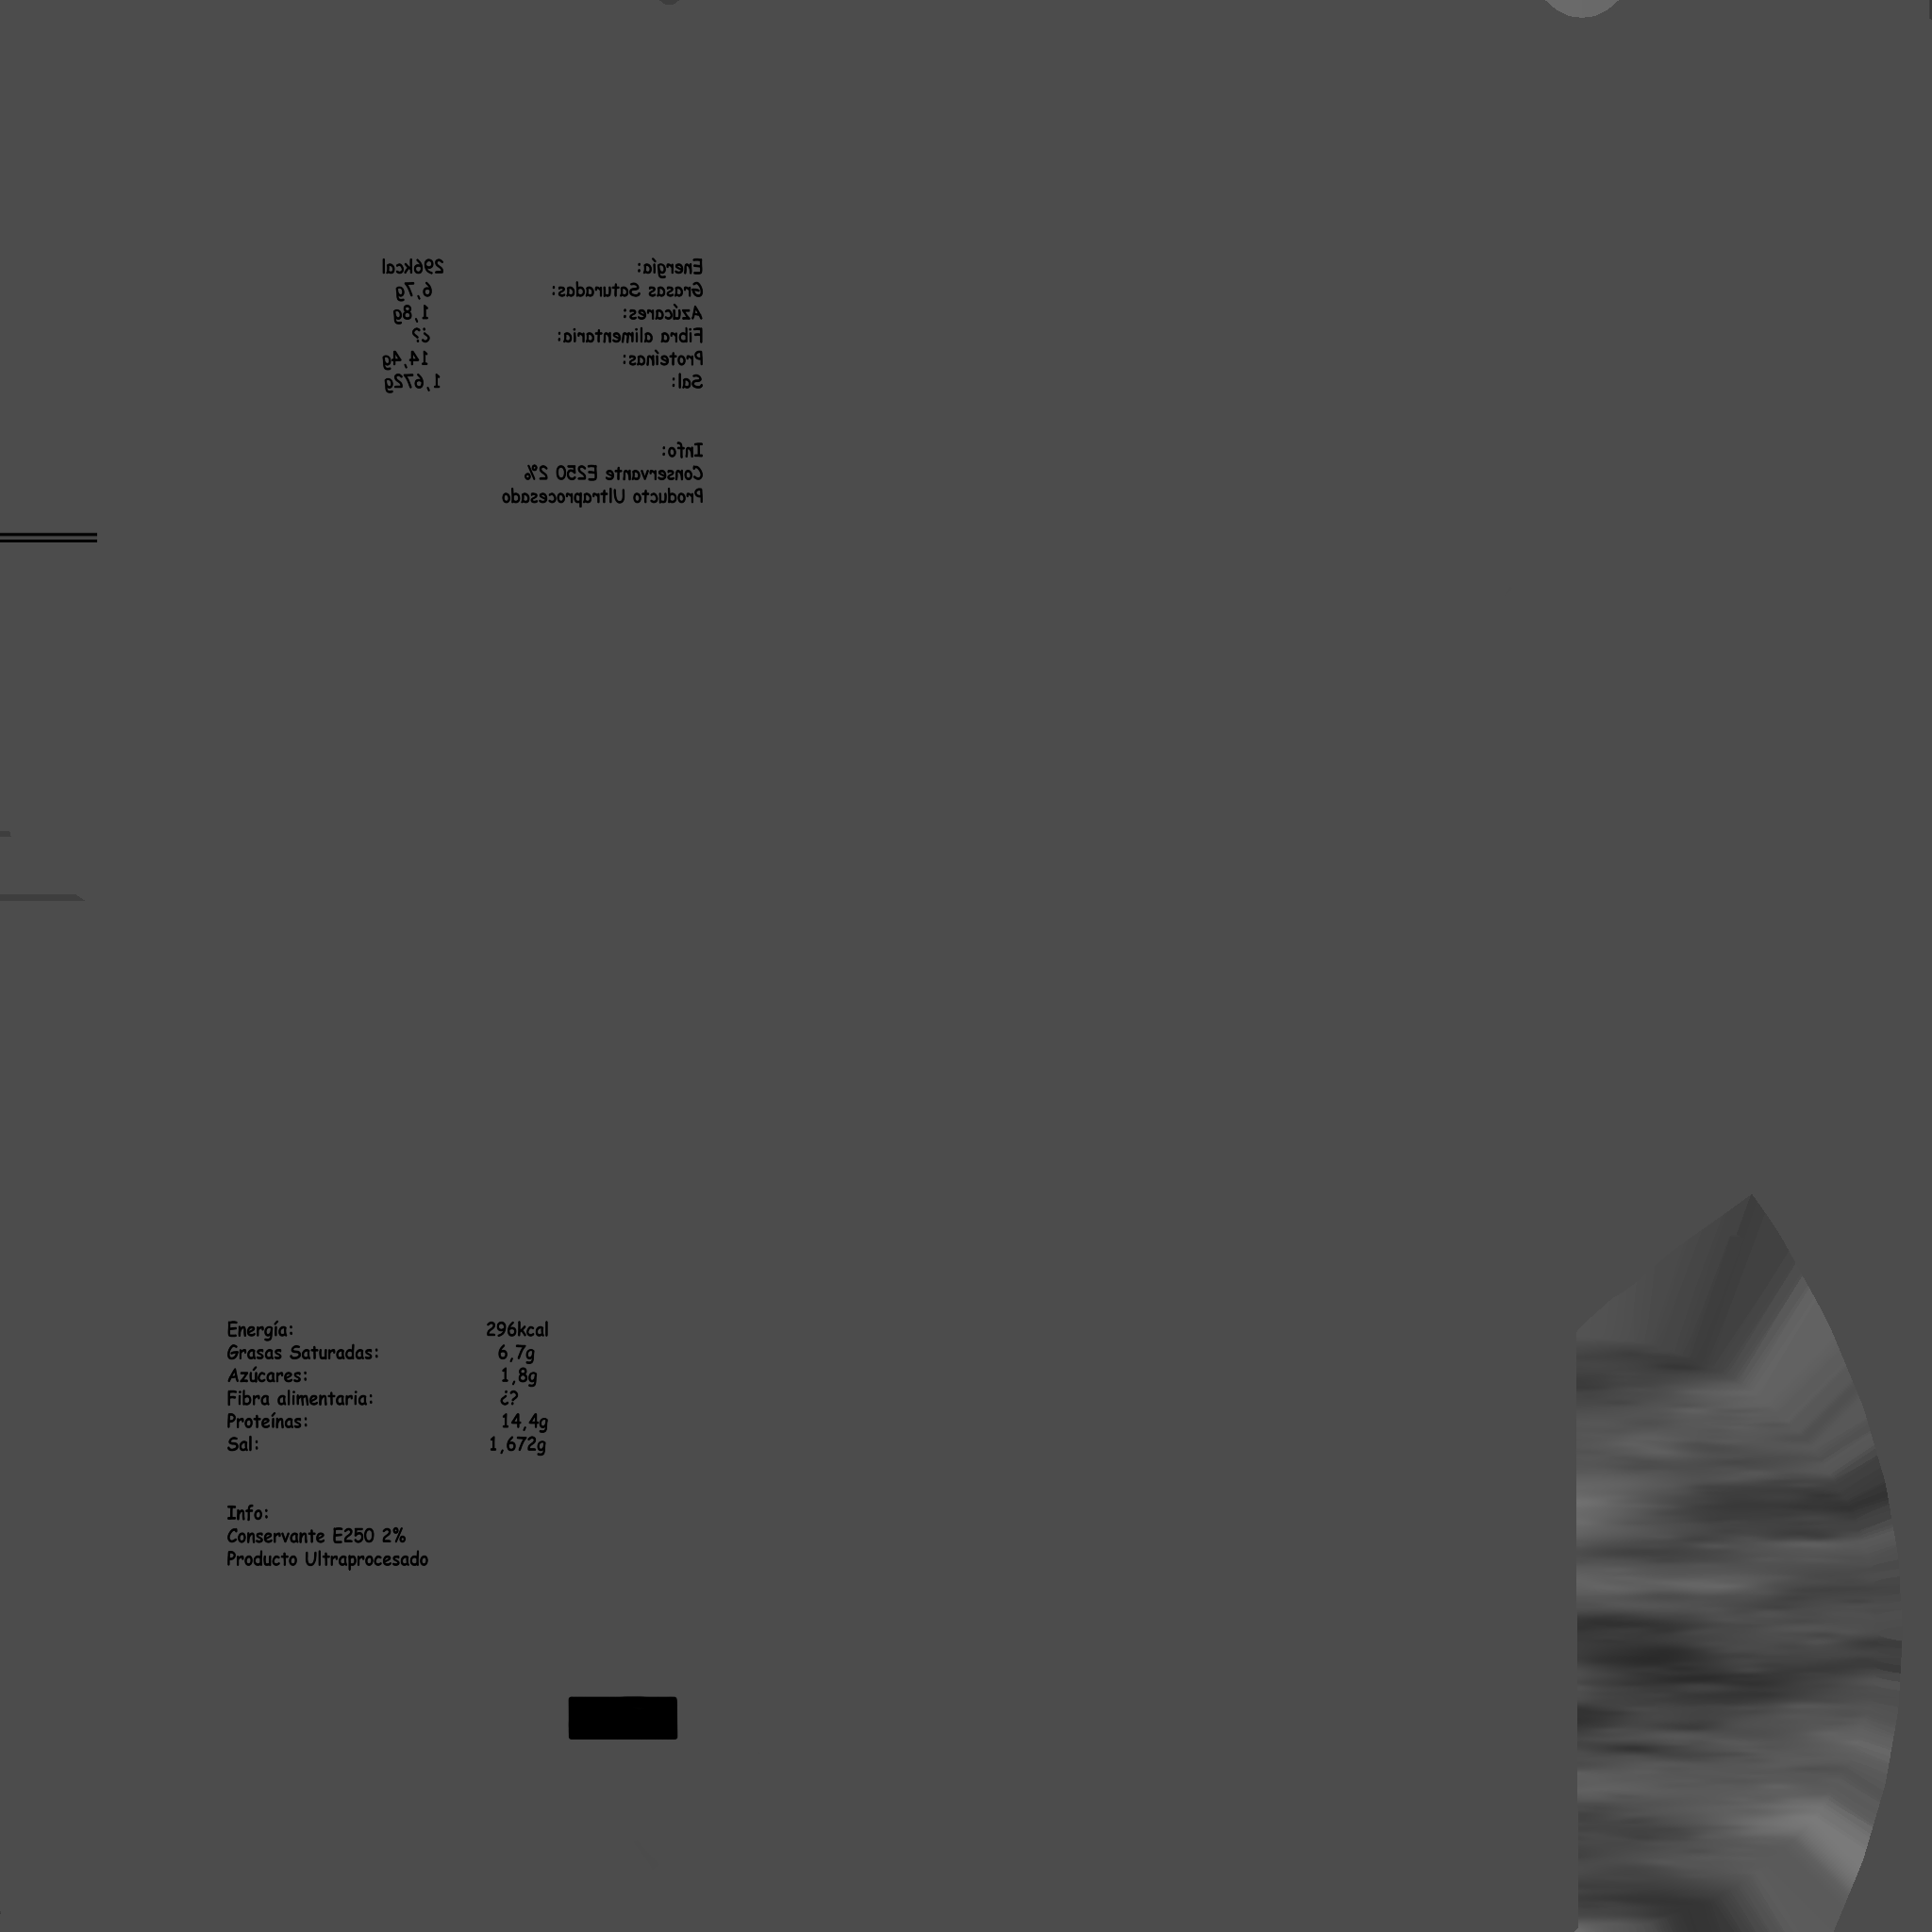 Energía: 296kcal
Grasas Saturadas: 6,7g
Azúcares: 1,8g
Fibra alimentaria: ¿?
Proteínas: 14,4g
Sal: 1,672g
Info:
Conservante E250 2%
Producto Ultraprocesado
Energía: 296kcal
Grasas Saturadas: 6,7g
Azúcares: 1,8g
Fibra alimentaria: ¿?
Proteínas: 14,4g
Sal: 1,672g
Info:
Conservante E250 2%
Producto Ultraprocesado